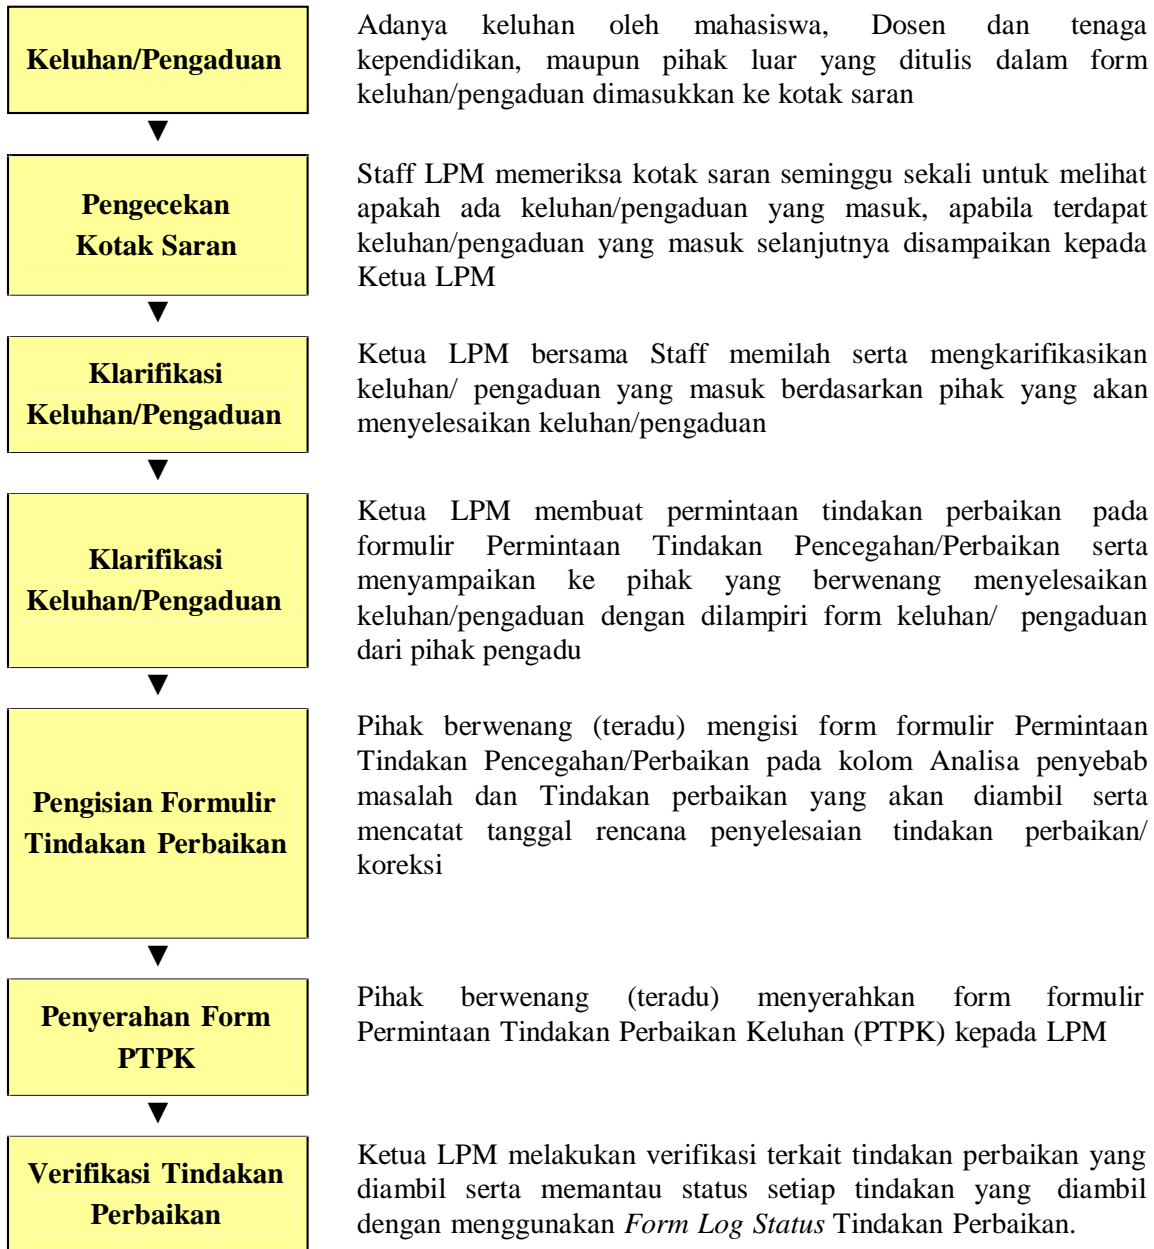 Keluhan/Pengaduan
Adanya keluhan oleh mahasiswa, Dosen dan tenaga
kependidikan, maupun pihak luar yang ditulis dalam form
keluhan/pengaduan dimasukkan ke kotak saran
Pengecekan
Kotak Saran
Staff LPM memeriksa kotak saran seminggu sekali untuk melihat
apakah ada keluhan/pengaduan yang masuk, apabila terdapat
keluhan/pengaduan yang masuk selanjutnya disampaikan kepada
Ketua LPM
Klarifikasi
Keluhan/Pengaduan
Ketua LPM bersama Staff memilah serta mengkarifikasikan
keluhan/ pengaduan yang masuk berdasarkan pihak yang akan
menyelesaikan keluhan/pengaduan
Klarifikasi
Keluhan/Pengaduan
Ketua LPM membuat permintaan tindakan perbaikan pada
formulir Permintaan Tindakan Pencegahan/Perbaikan serta
menyampaikan ke pihak yang berwenang menyelesaikan
keluhan/pengaduan dengan dilampiri form keluhan/ pengaduan
dari pihak pengadu
Pengisian Formulir
Tindakan Perbaikan
Pihak berwenang (teradu) mengisi form formulir Permintaan
Tindakan Pencegahan/Perbaikan pada kolom Analisa penyebab
masalah dan Tindakan perbaikan yang akan diambil serta
mencatat tanggal rencana penyelesaian tindakan perbaikan/
koreksi
Penyerahan Form
PTPK
Pihak berwenang (teradu) menyerahkan form formulir
Permintaan Tindakan Perbaikan Keluhan (PTPK) kepada LPM
Verifikasi Tindakan
Perbaikan
Ketua LPM melakukan verifikasi terkait tindakan perbaikan yang
diambil serta memantau status setiap tindakan yang diambil
dengan menggunakan Form Log Status Tindakan Perbaikan.